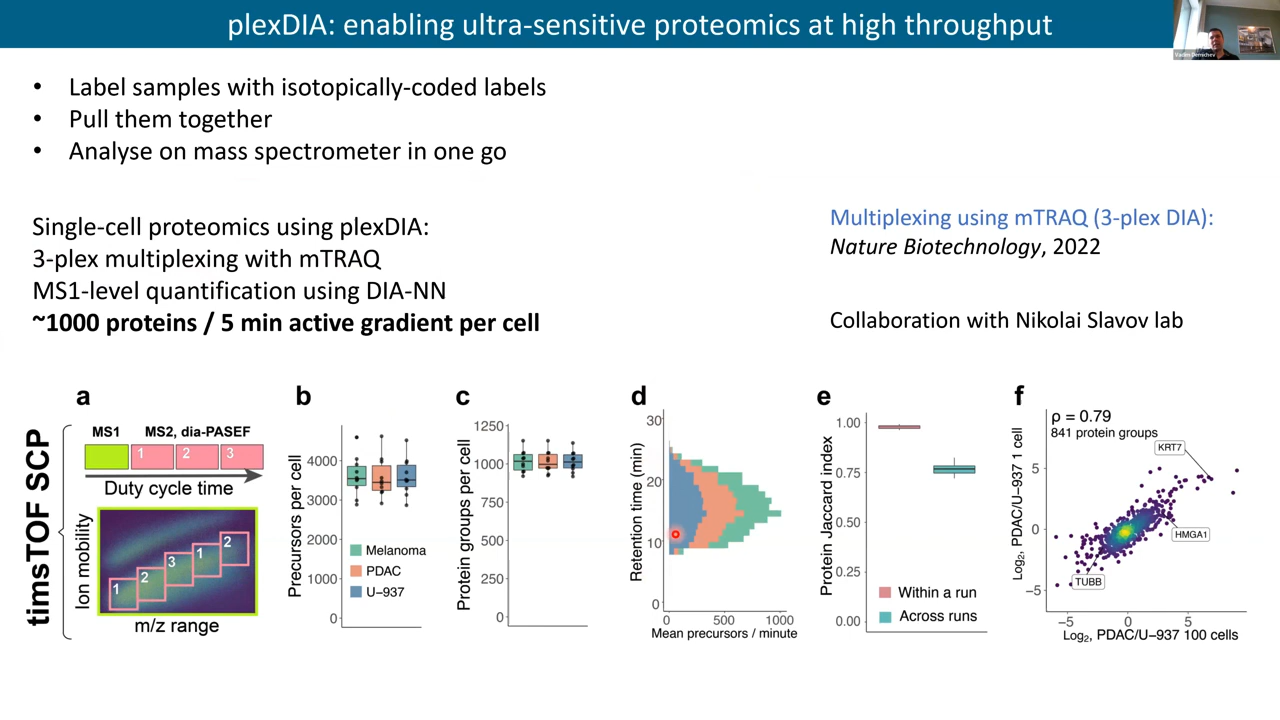 plexDIA: enabling ultra-sensitive proteomics at high throughput
Vadim Demichev
• Label samples with isotopically-coded labels
• Pull them together
• Analyse on mass spectrometer in one go
Single-cell proteomics using plexDIA:
3-plex multiplexing with mTRAQ
MS1-level quantification using DIA-NN
~1000 proteins / 5 min active gradient per cell
Multiplexing using mTRAQ (3-plex DIA):
Nature Biotechnology, 2022
Collaboration with Nikolai Slavov lab
a
timsTOF SCP
MS1 MS2, dia-PASEF
1 2 3
Duty cycle time
Ion mobility
1 2 3 1 2
m/z range
b
Precursors per cell
4000
3000
2000
1000
0
Melanoma
PDAC
U-937
c
Protein groups per cell
1250
1000
750
500
250
0
d
Retention time (min)
30
20
10
0
0 500 1000
Mean precursors / minute
e
Protein Jaccard index
1.00
0.75
0.50
0.25
0.00
Within a run
Across runs
f
ρ = 0.79
841 protein groups
KRT7
HMGA1
TUBB
Log₂, PDAC/U−937 1 cell
5
0
−5
−5 0 5
Log₂, PDAC/U−937 100 cells